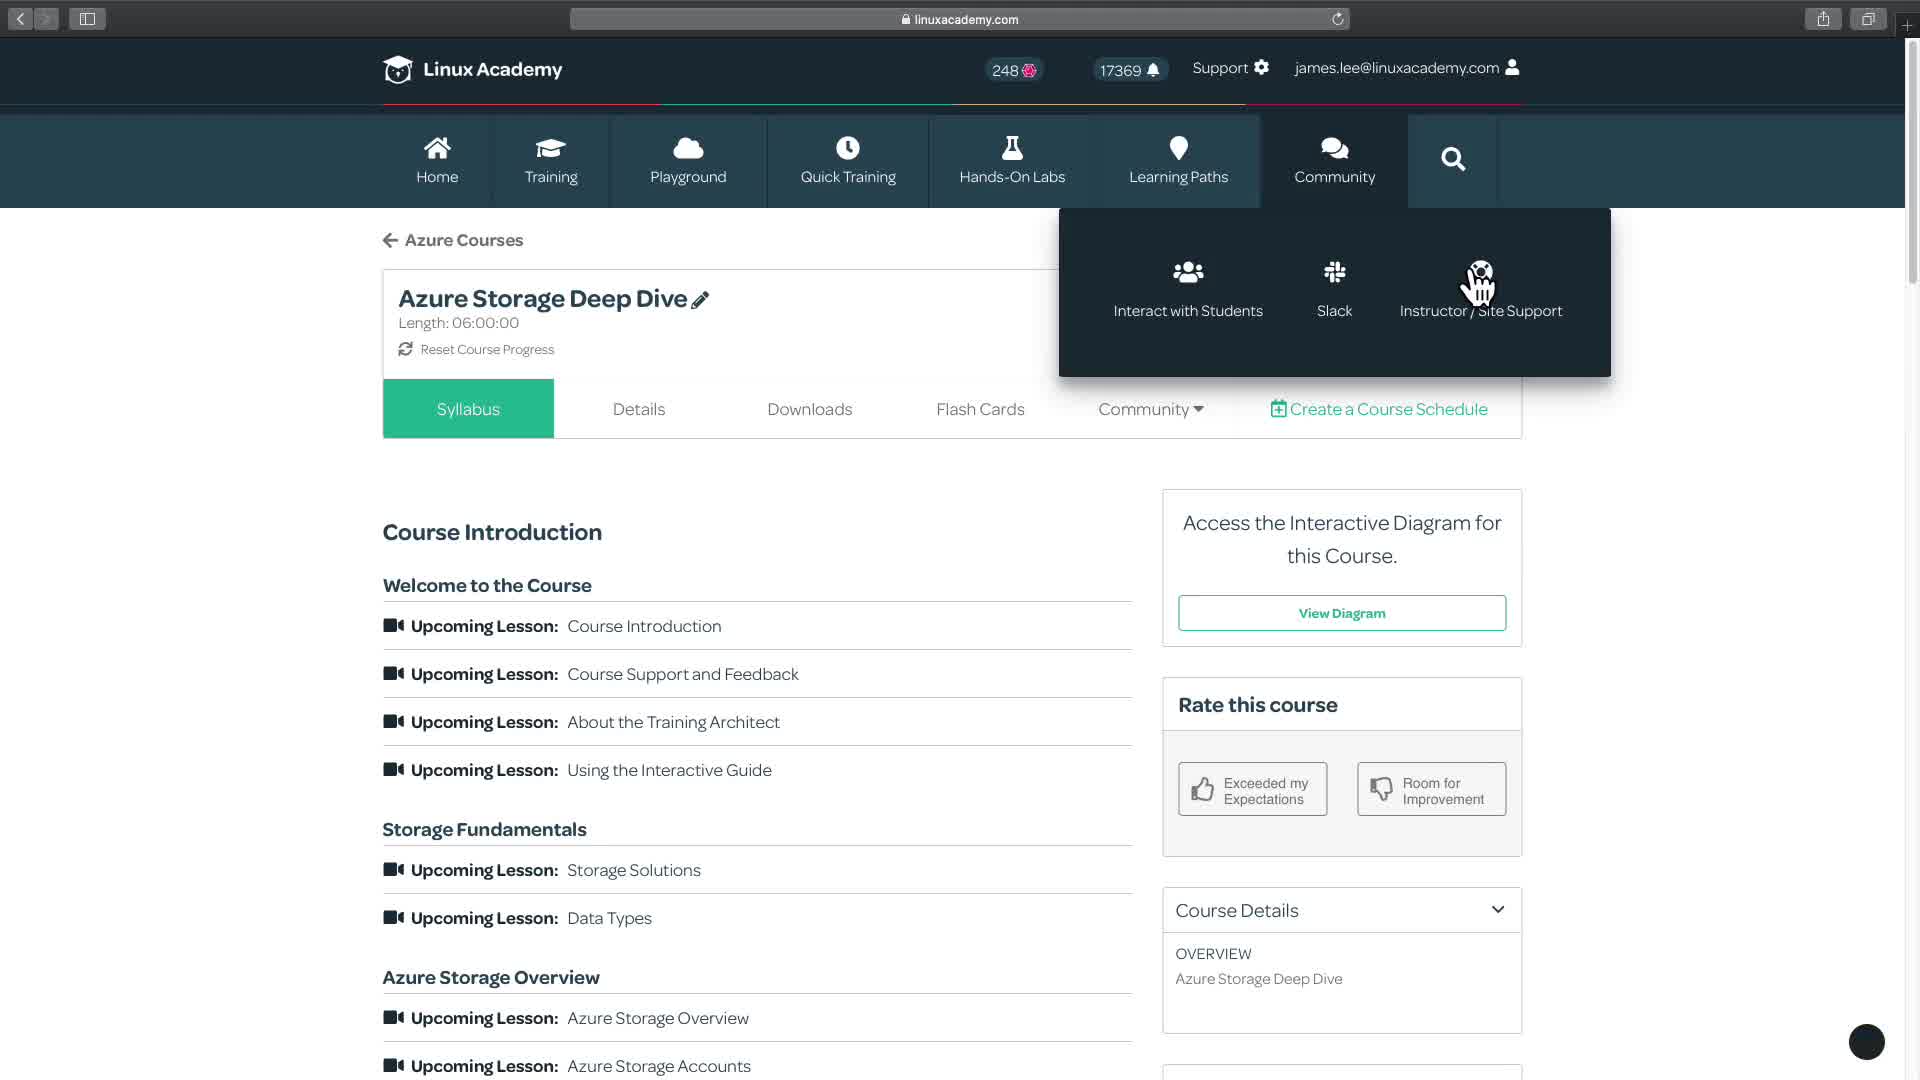 linuxacademy.com
Linux Academy
248
17369
Support
james.lee@linuxacademy.com
Home
Training
Playground
Quick Training
Hands-On Labs
Learning Paths
Community
Interact with Students
Slack
Instructor / Site Support
Azure Courses
Azure Storage Deep Dive
Length: 06:00:00
Reset Course Progress
Syllabus
Details
Downloads
Flash Cards
Community
Create a Course Schedule
Course Introduction
Welcome to the Course
Upcoming Lesson: Course Introduction
Upcoming Lesson: Course Support and Feedback
Upcoming Lesson: About the Training Architect
Upcoming Lesson: Using the Interactive Guide
Storage Fundamentals
Upcoming Lesson: Storage Solutions
Upcoming Lesson: Data Types
Azure Storage Overview
Upcoming Lesson: Azure Storage Overview
Upcoming Lesson: Azure Storage Accounts
Access the Interactive Diagram for
this Course.
View Diagram
Rate this course
Exceeded my
Expectations
Room for
Improvement
Course Details
OVERVIEW
Azure Storage Deep Dive